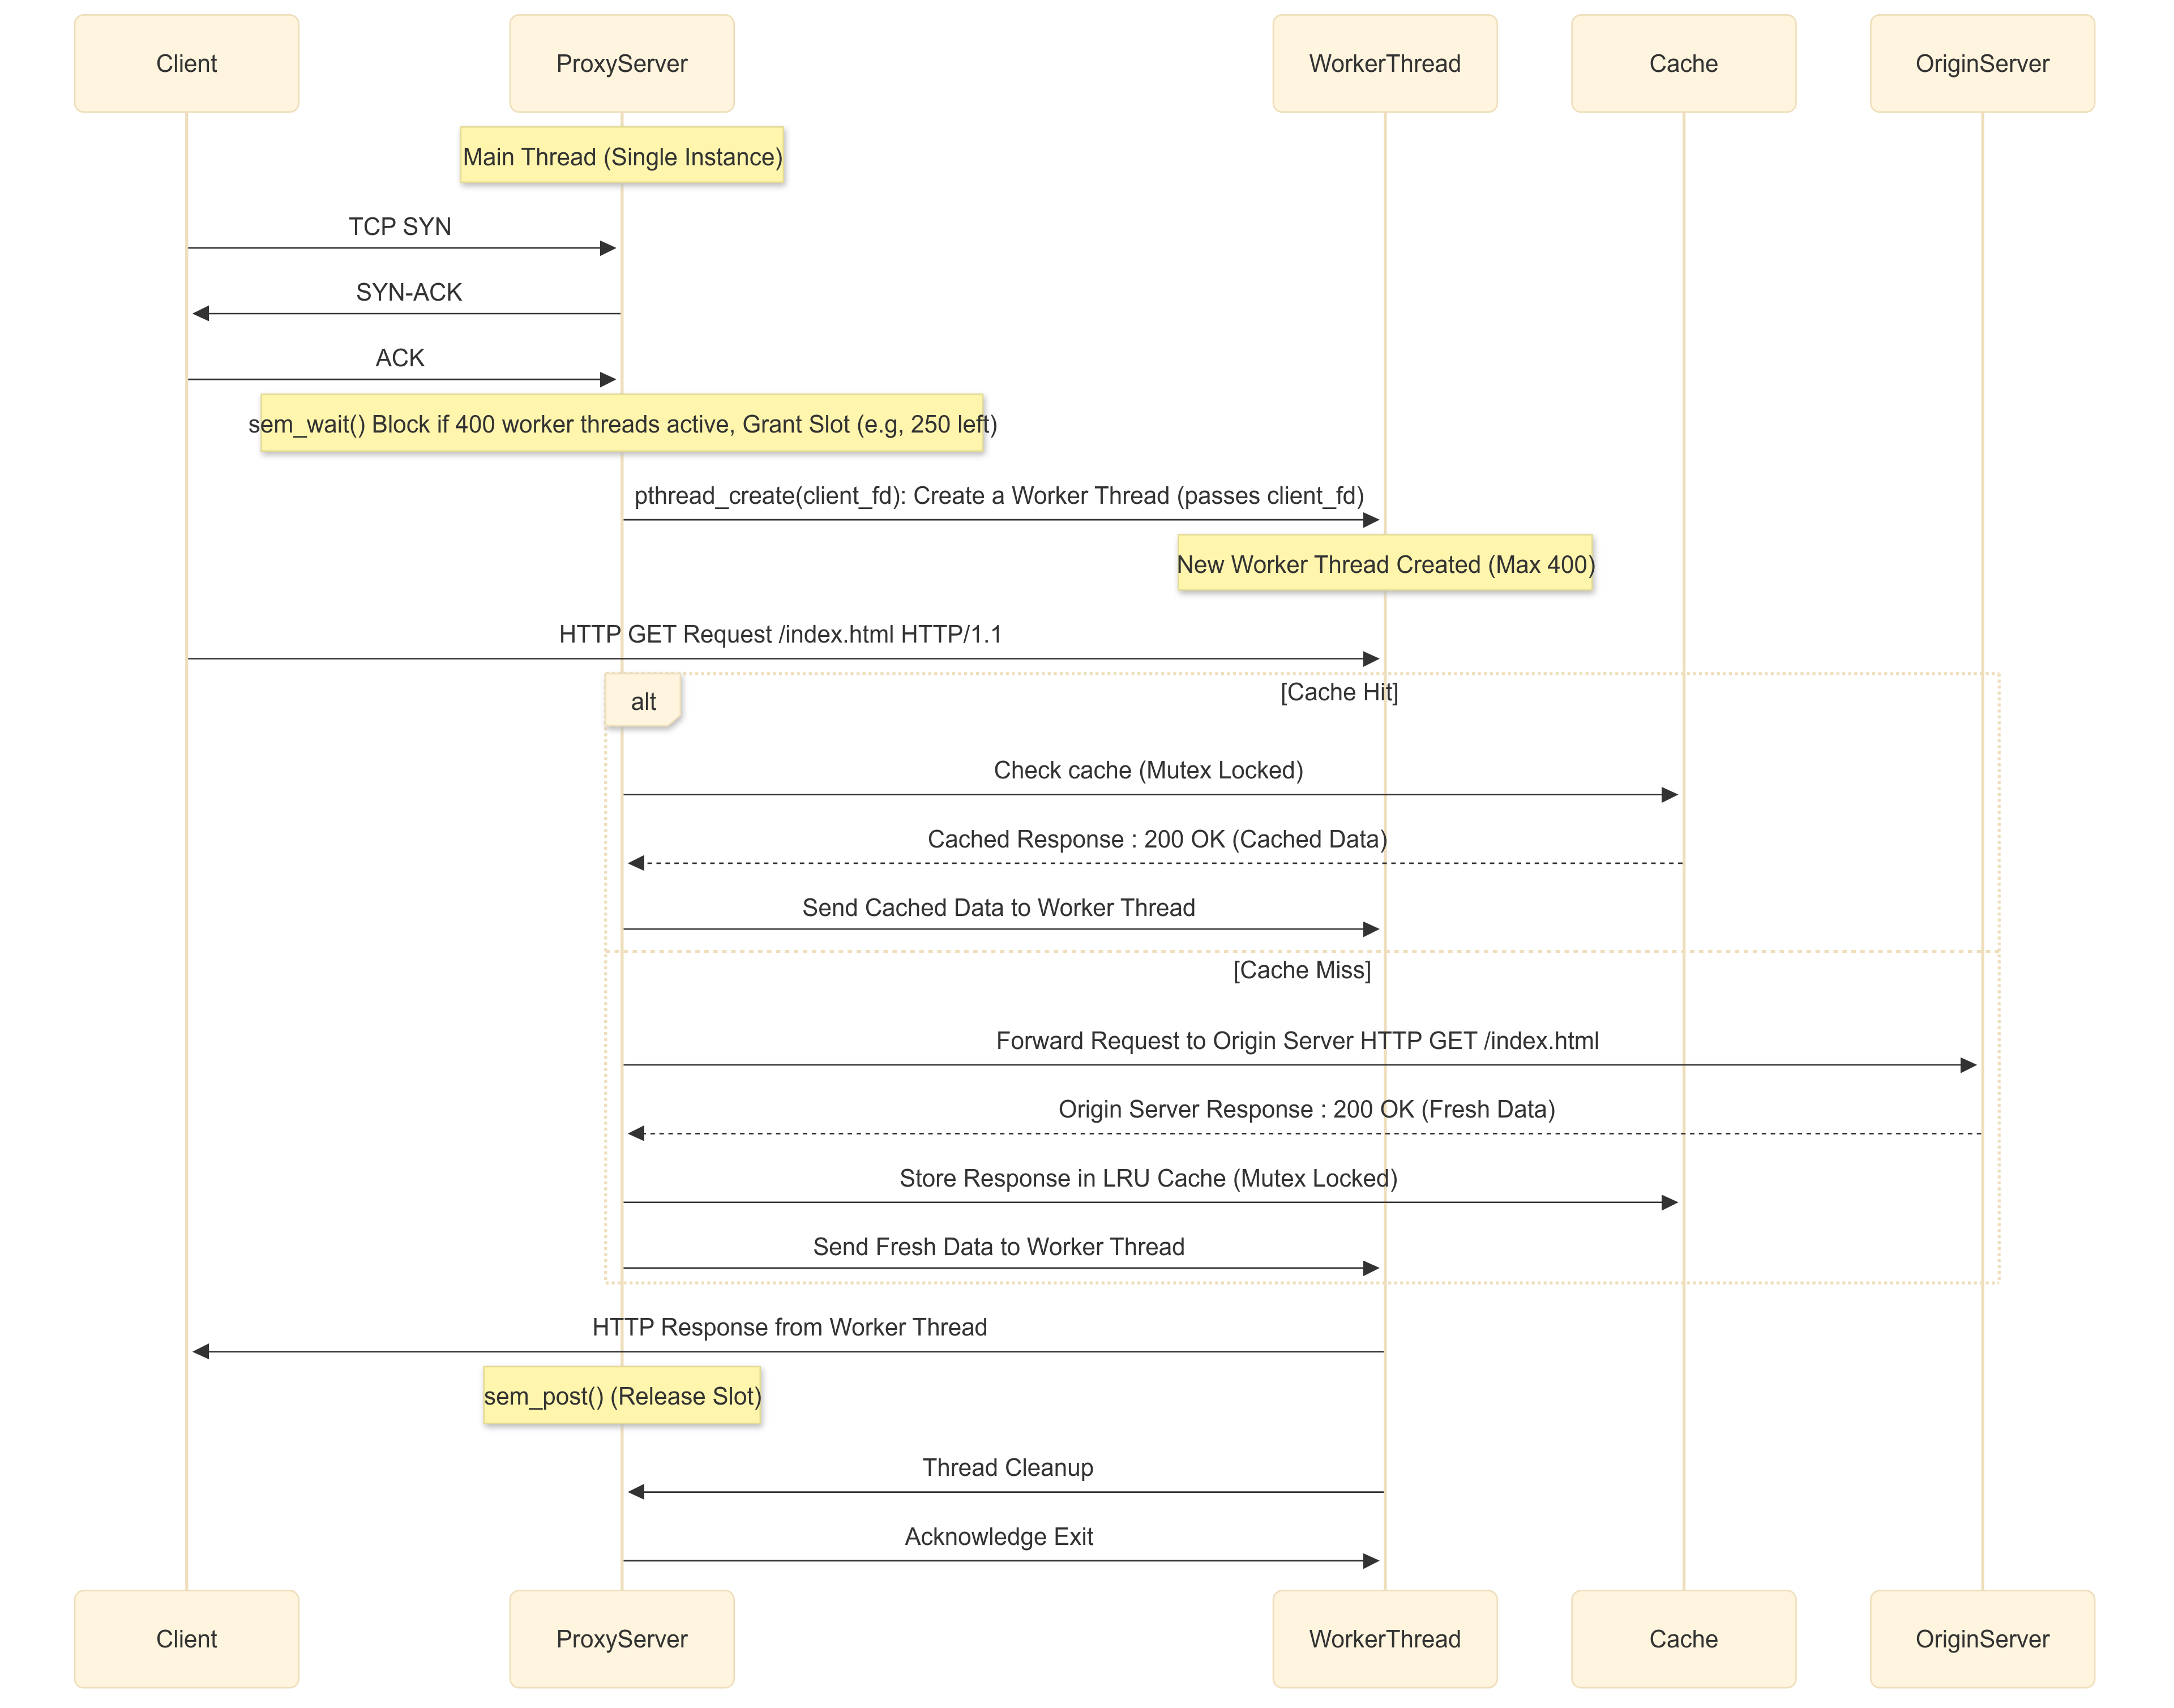 Client
ProxyServer
WorkerThread
Cache
OriginServer
Main Thread (Single Instance)
TCP SYN
SYN-ACK
ACK
sem_wait() Block if 400 worker threads active, Grant Slot (e.g, 250 left)
pthread_create(client_fd): Create a Worker Thread (passes client_fd)
New Worker Thread Created (Max 400)
HTTP GET Request /index.html HTTP/1.1
alt
[Cache Hit]
Check cache (Mutex Locked)
Cached Response : 200 OK (Cached Data)
Send Cached Data to Worker Thread
[Cache Miss]
Forward Request to Origin Server HTTP GET /index.html
Origin Server Response : 200 OK (Fresh Data)
Store Response in LRU Cache (Mutex Locked)
Send Fresh Data to Worker Thread
HTTP Response from Worker Thread
sem_post() (Release Slot)
Thread Cleanup
Acknowledge Exit
Client
ProxyServer
WorkerThread
Cache
OriginServer